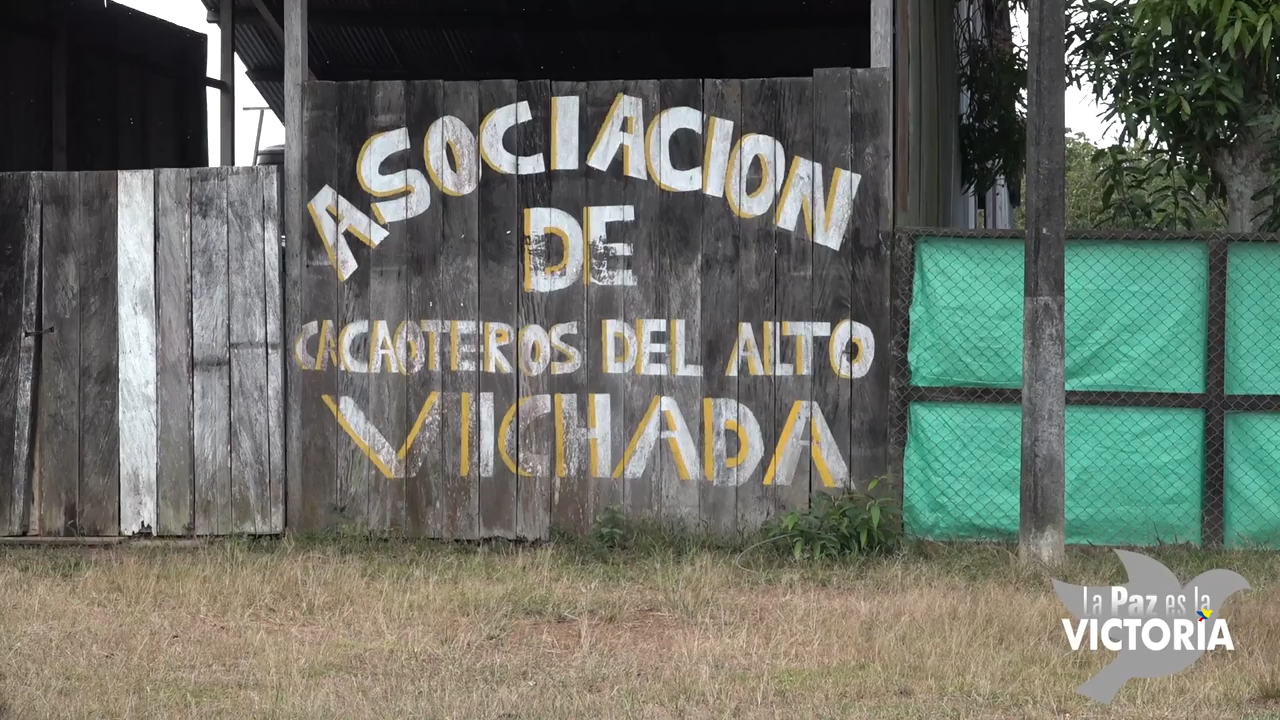 ASOCIACION
DE
CACAOTEROS DEL ALTO
VICHADA
la Paz es la
VICTORIA